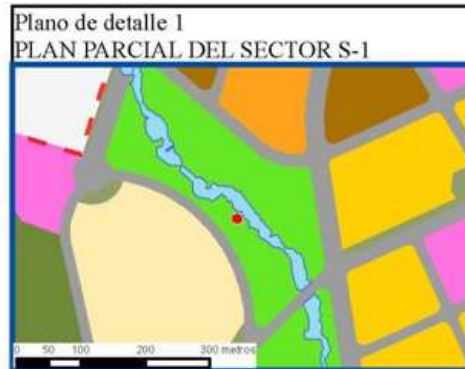 Plano de detalle 1
PLAN PARCIAL DEL SECTOR S-1
0 50 100 200 300 metros